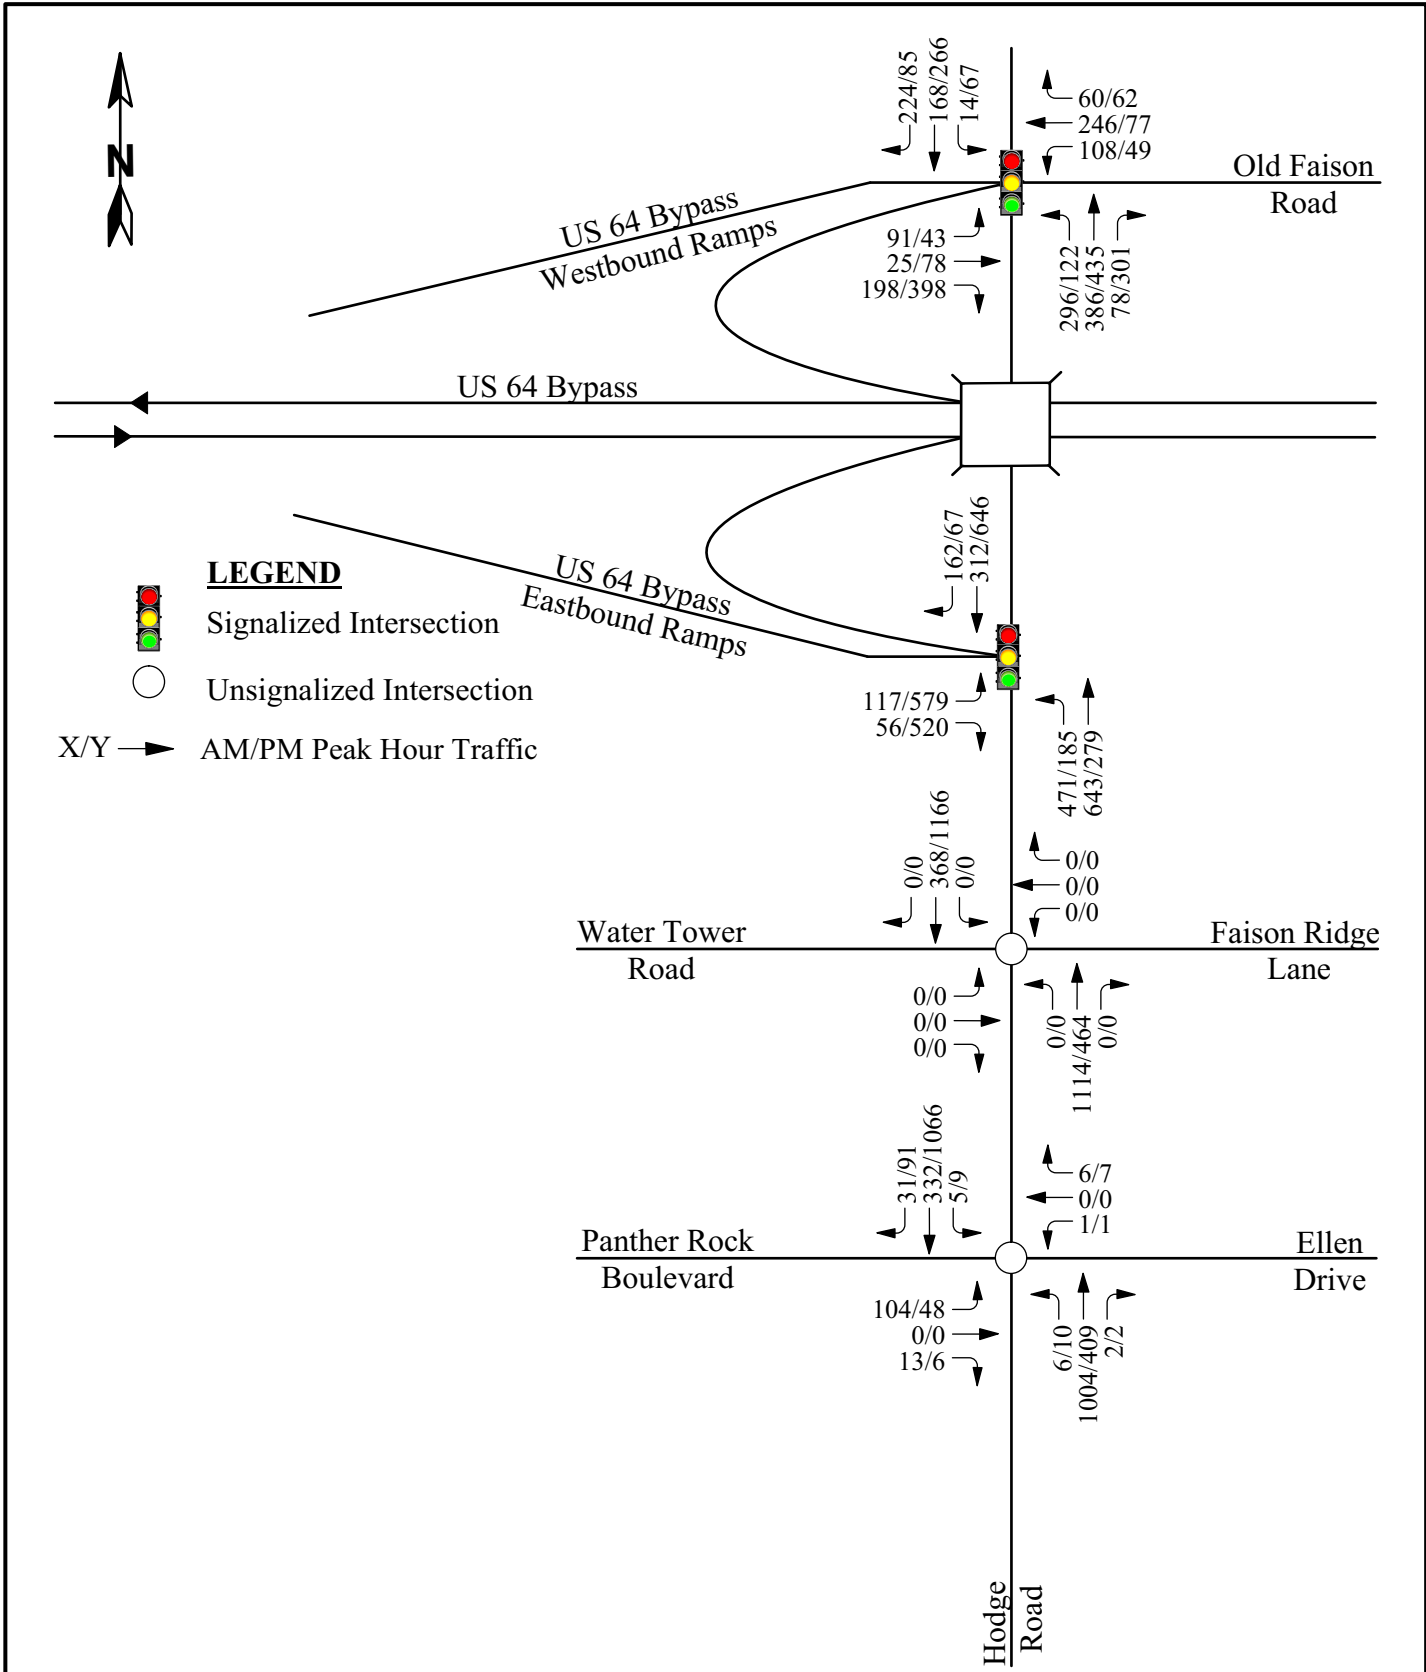 N
224/85
168/266
14/67
60/62
246/77
108/49
Old Faison
Road
US 64 Bypass
Westbound Ramps
91/43
25/78
198/398
296/122
386/435
78/301
US 64 Bypass
162/67
312/646
US 64 Bypass
Eastbound Ramps
LEGEND
Signalized Intersection
Unsignalized Intersection
X/Y AM/PM Peak Hour Traffic
117/579
56/520
471/185
643/279
0/0
368/1166
0/0
0/0
0/0
0/0
Water Tower
Road
Faison Ridge
Lane
0/0
0/0
0/0
0/0
1114/464
0/0
31/91
332/1066
5/9
6/7
0/0
1/1
Panther Rock
Boulevard
Ellen
Drive
104/48
0/0
13/6
6/10
1004/409
2/2
Hodge
Road